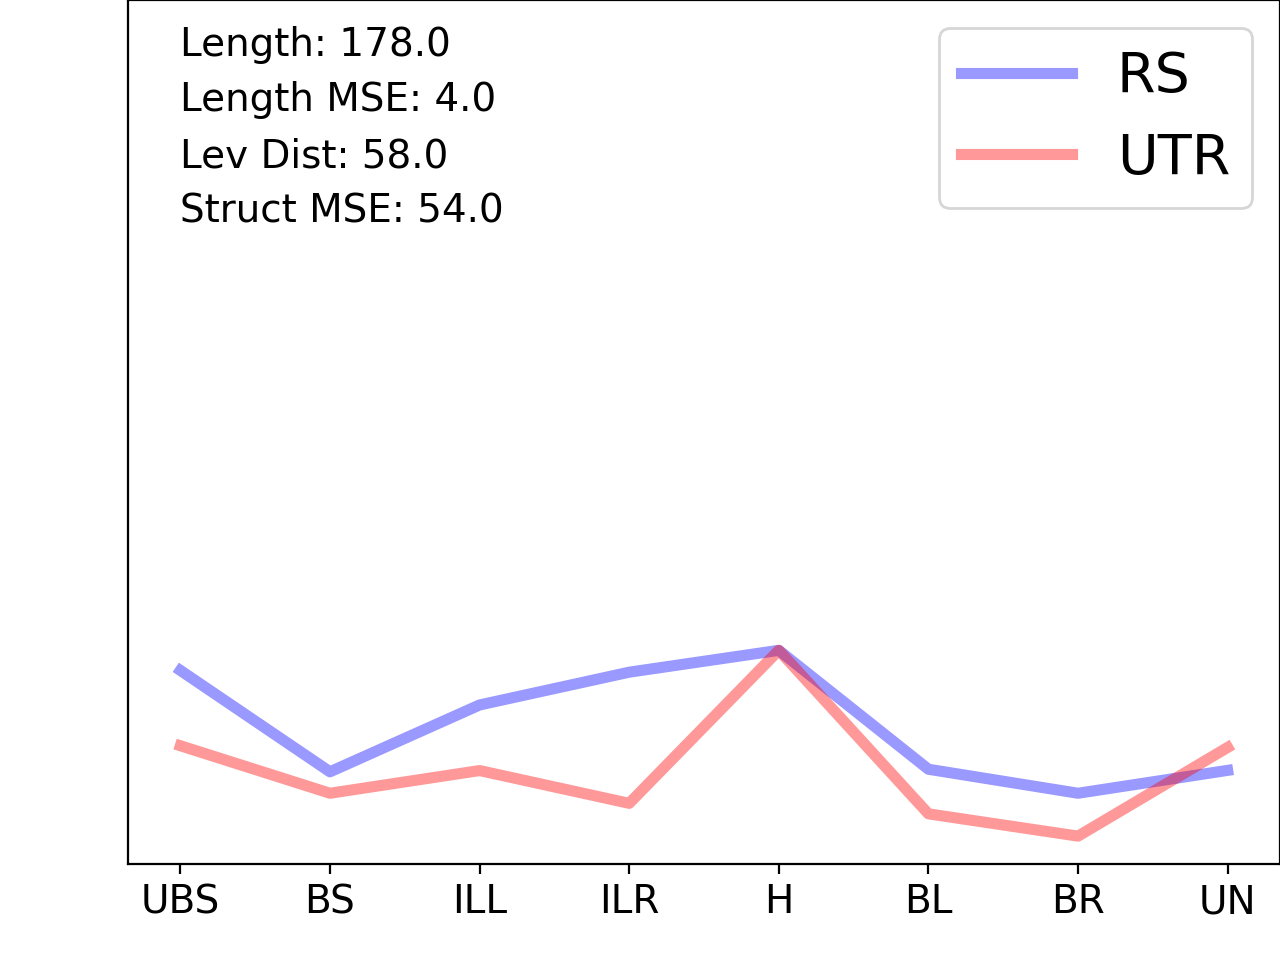 Length: 178.0
Length MSE: 4.0
Lev Dist: 58.0
Struct MSE: 54.0
RS
UTR
UBS BS ILL ILR H BL BR UN